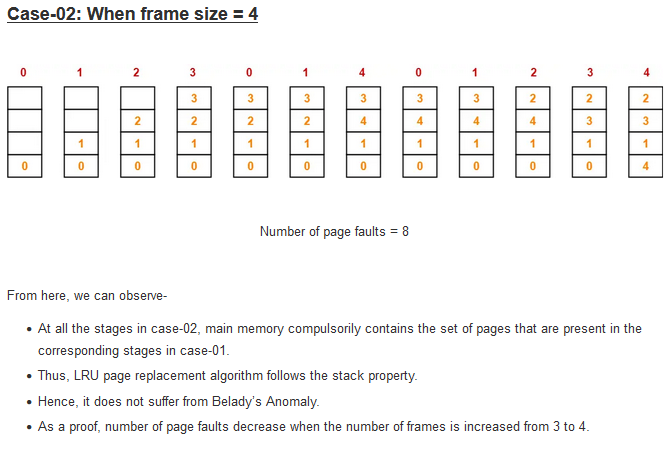 Case-02: When frame size = 4
0 1 2 3 0 1 4 0 1 2 3 4
3 3 3 3 3 3 2 2 2
2 2 2 2 4 4 4 4 3 3
1 1 1 1 1 1 1 1 1 1 1
0 0 0 0 0 0 0 0 0 0 0 4
Number of page faults = 8
From here, we can observe-
• At all the stages in case-02, main memory compulsorily contains the set of pages that are present in the
corresponding stages in case-01.
• Thus, LRU page replacement algorithm follows the stack property.
• Hence, it does not suffer from Belady's Anomaly.
• As a proof, number of page faults decrease when the number of frames is increased from 3 to 4.